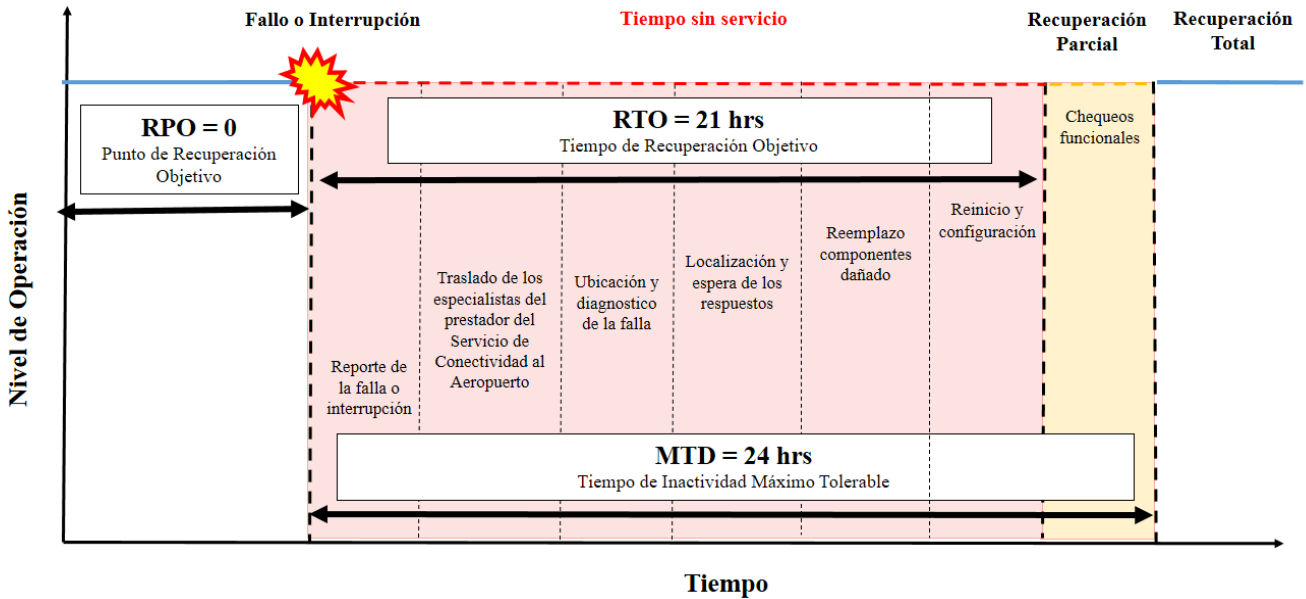 Fallo o Interrupción
Tiempo sin servicio
Recuperación
Parcial
Recuperación
Total
RPO = 0
Punto de Recuperación
Objetivo
RTO = 21 hrs
Tiempo de Recuperación Objetivo
Chequeos
funcionales
Nivel de Operación
Reporte de
la falla o
interrupción
Traslado de los
especialistas del
prestador del
Servicio de
Conectividad al
Aeropuerto
Ubicación y
diagnostico
de la falla
Localización y
espera de los
respuestos
Reemplazo
componentes
dañado
Reinicio y
configuración
MTD = 24 hrs
Tiempo de Inactividad Máximo Tolerable
Tiempo